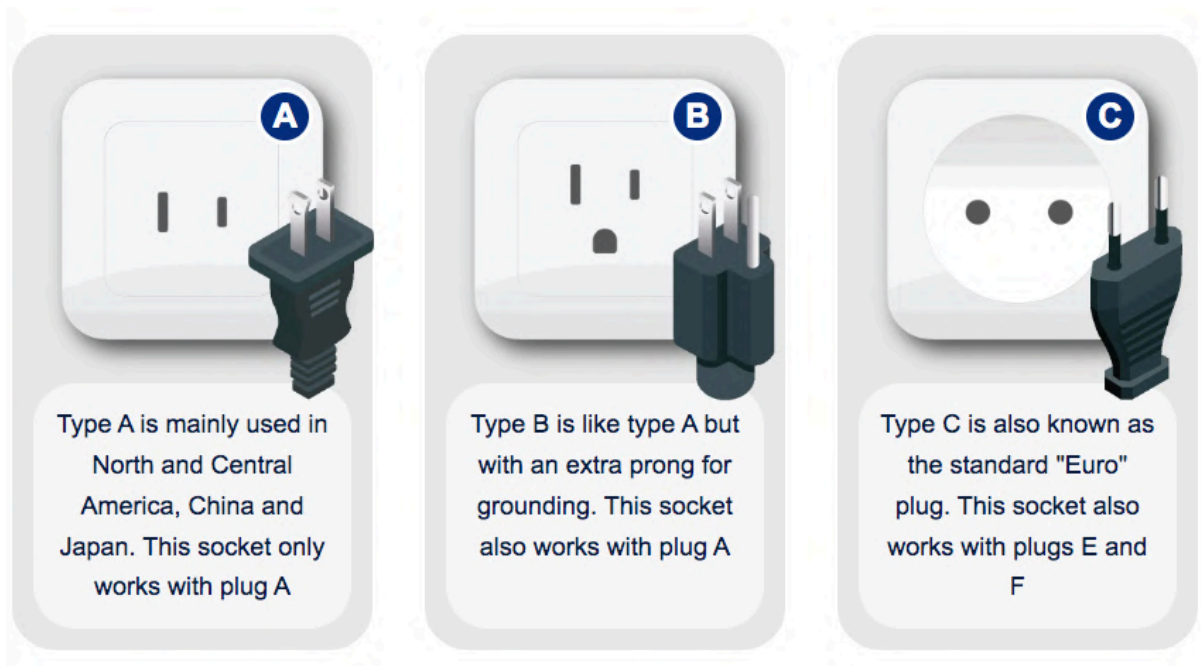 A
Type A is mainly used in
North and Central
America, China and
Japan. This socket only
works with plug A
B
Type B is like type A but
with an extra prong for
grounding. This socket
also works with plug A
C
Type C is also known as
the standard "Euro"
plug. This socket also
works with plugs E and
F